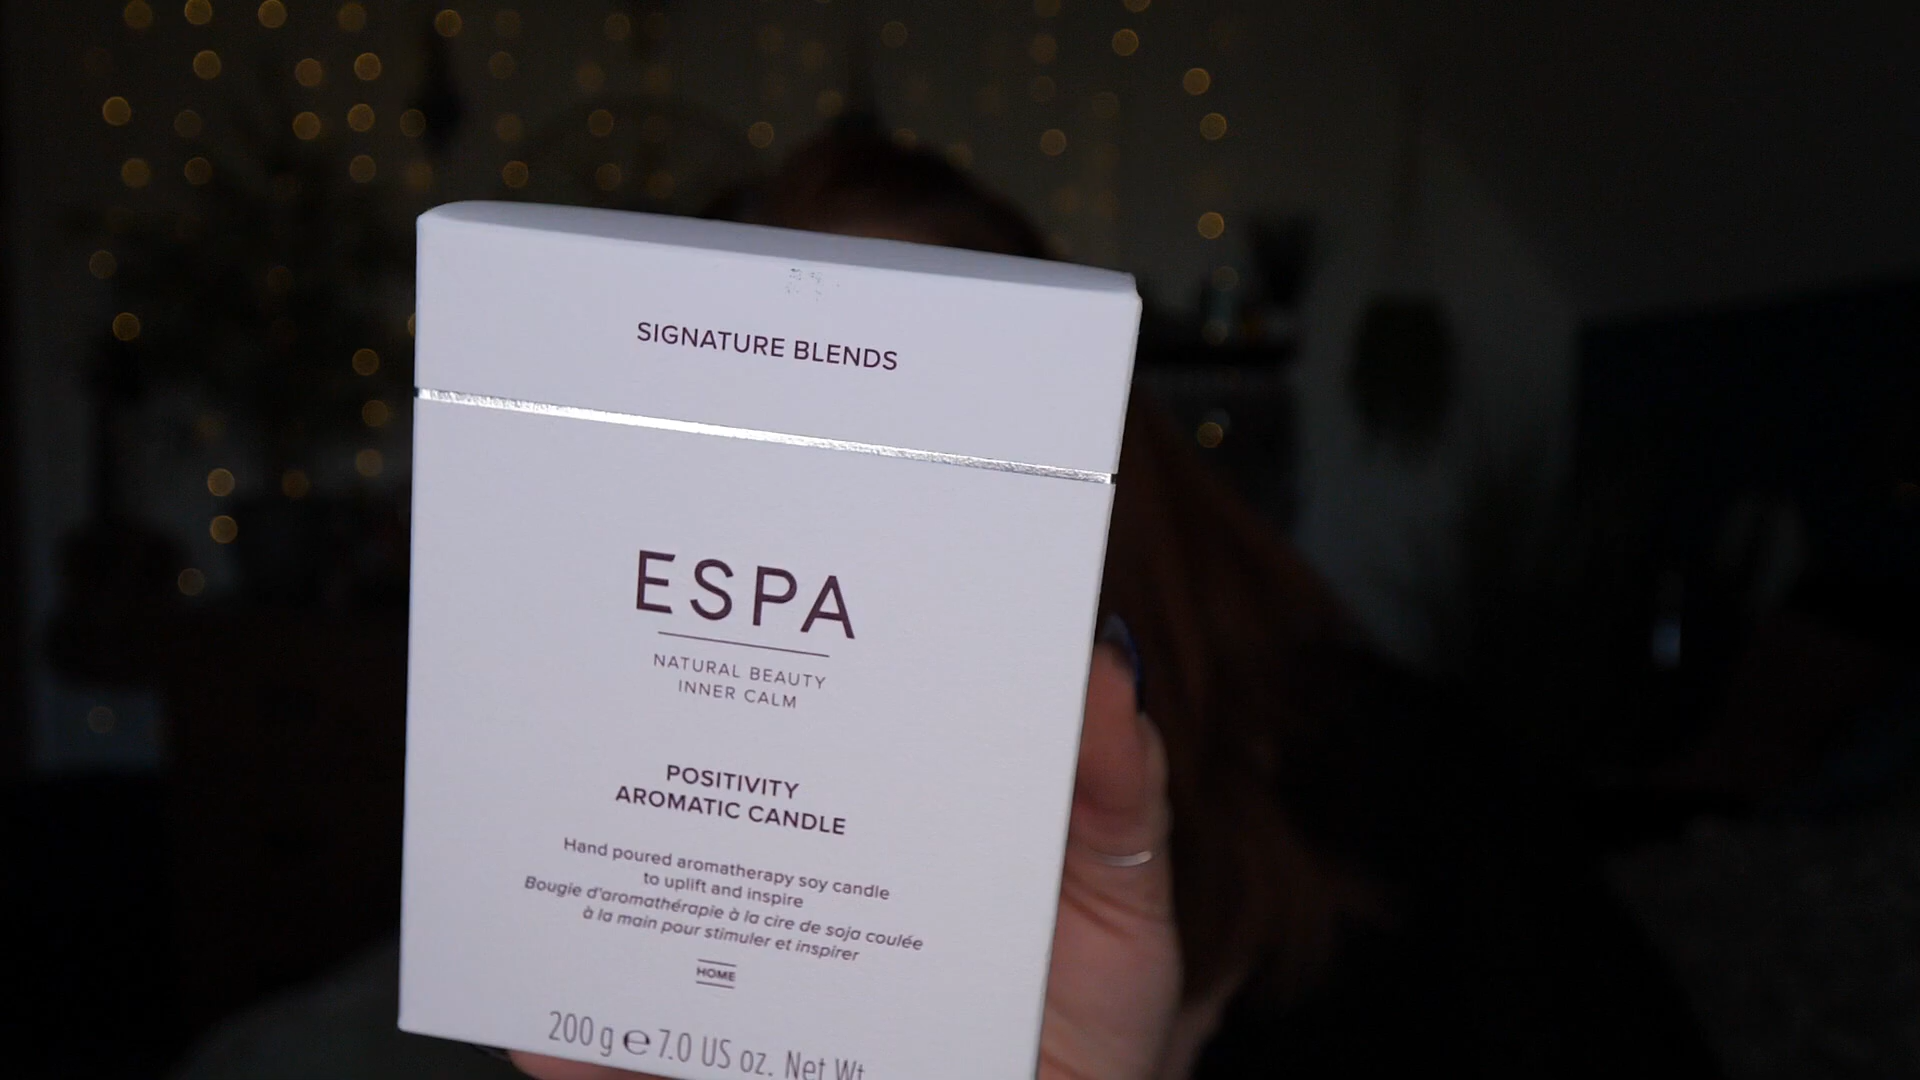 SIGNATURE BLENDS
ESPA
NATURAL BEAUTY
INNER CALM
POSITIVITY
AROMATIC CANDLE
Hand poured aromatherapy soy candle
to uplift and inspire
Bougie d'aromathérapie à la cire de soja coulée
à la main pour stimuler et inspirer
HOME
200 g ℮ 7.0 US oz. Net Wt.